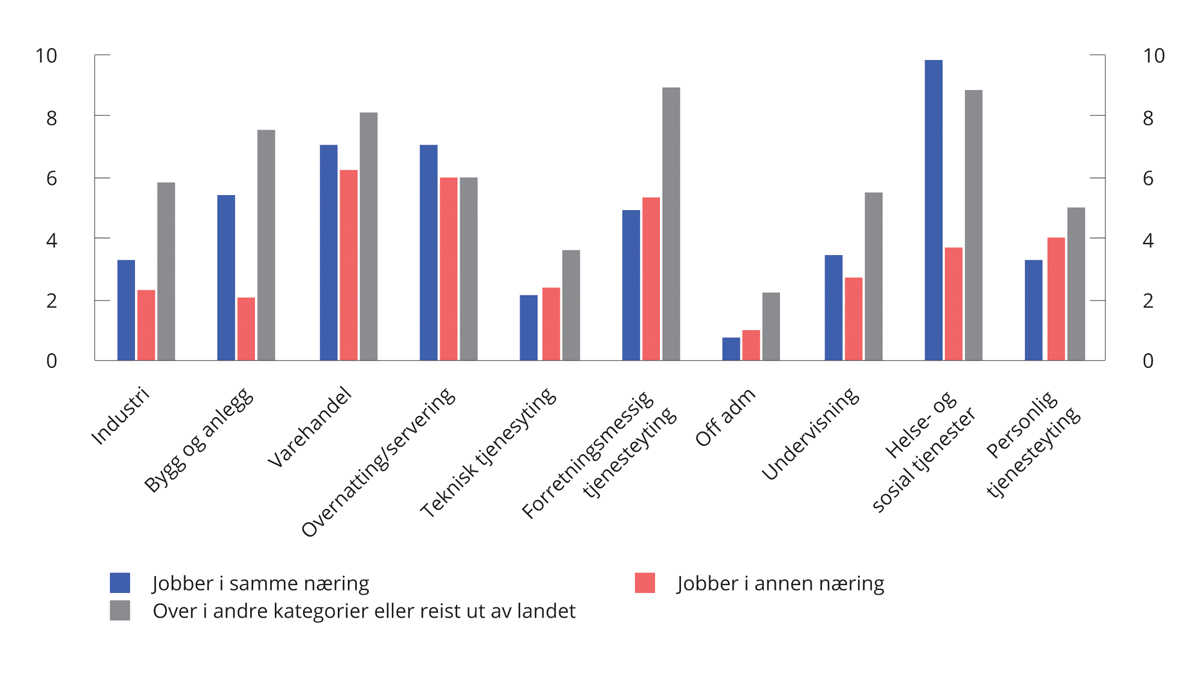 10
8
6
4
2
0
10
8
6
4
2
0
Industri
Bygg og anlegg
Varehandel
Overnatting/servering
Teknisk tjenesyting
Forretningsmessig
tjenesteyting
Off adm
Undervisning
Helse- og
sosial tjenester
Personlig
tjenesteyting
Jobber i samme næring
Jobber i annen næring
Over i andre kategorier eller reist ut av landet